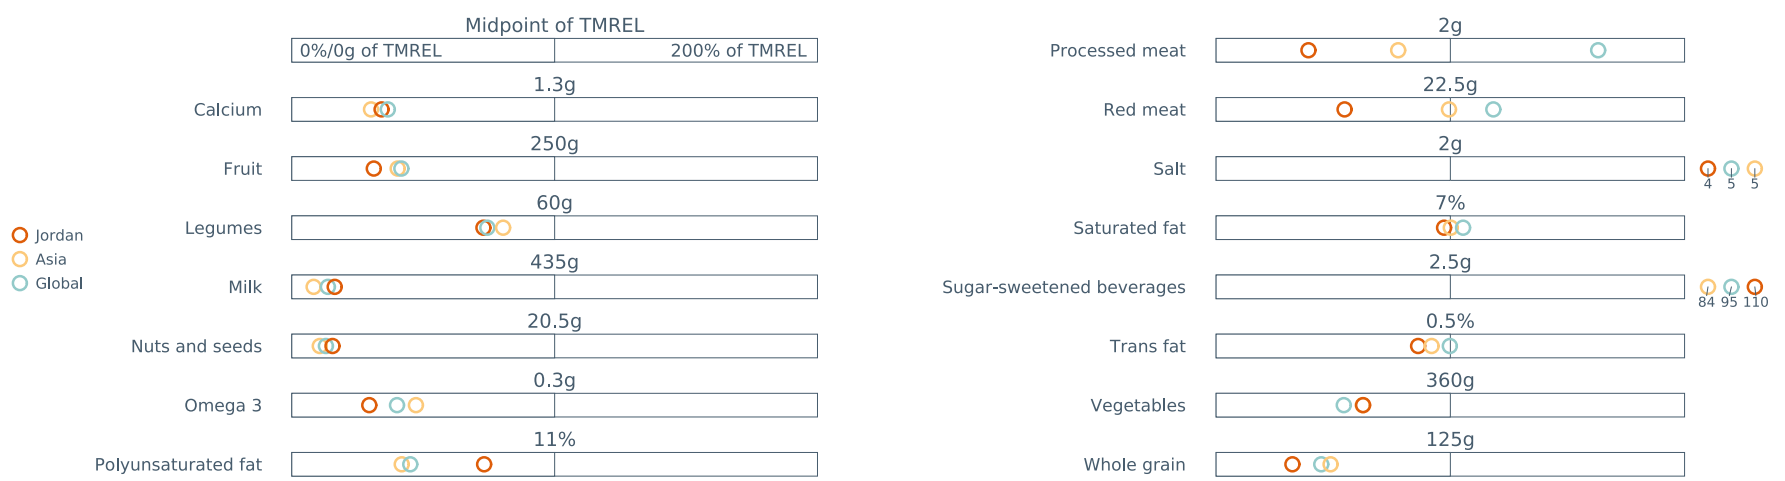 Midpoint of TMREL
0%/0g of TMREL 200% of TMREL
1.3g
Calcium
250g
Fruit
60g
Legumes
435g
Milk
20.5g
Nuts and seeds
0.3g
Omega 3
11%
Polyunsaturated fat
Jordan
Asia
Global
2g
Processed meat
22.5g
Red meat
2g
Salt
4 5 5
7%
Saturated fat
2.5g
Sugar-sweetened beverages
84 95 110
0.5%
Trans fat
360g
Vegetables
125g
Whole grain